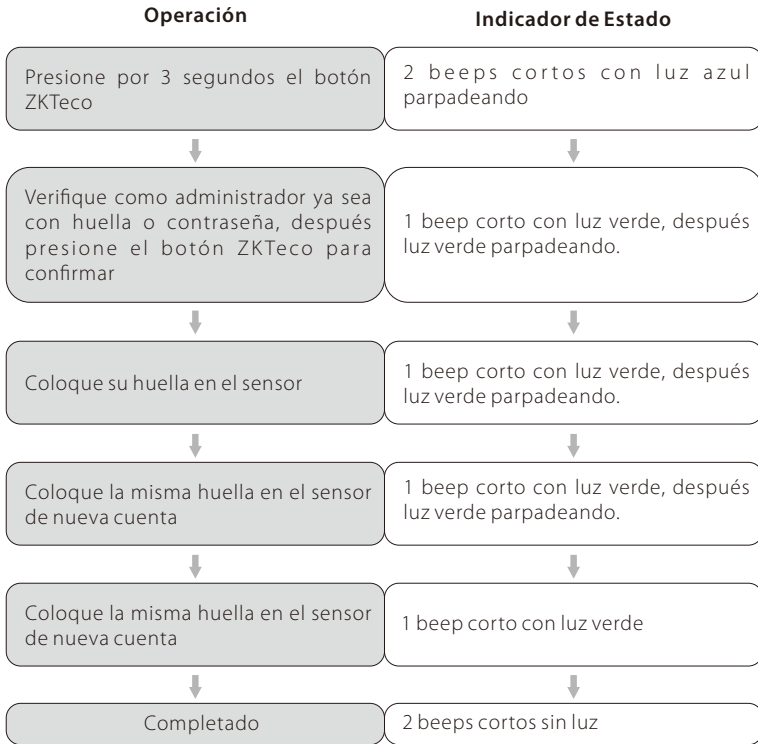 Operación
Indicador de Estado
Presione por 3 segundos el botón
ZKTeco
2 beeps cortos con luz azul
parpadeando
Verifique como administrador ya sea
con huella o contraseña, después
presione el botón ZKTeco para
confirmar
1 beep corto con luz verde, después
luz verde parpadeando.
Coloque su huella en el sensor
1 beep corto con luz verde, después
luz verde parpadeando.
Coloque la misma huella en el sensor
de nueva cuenta
1 beep corto con luz verde, después
luz verde parpadeando.
Coloque la misma huella en el sensor
de nueva cuenta
1 beep corto con luz verde
Completado
2 beeps cortos sin luz